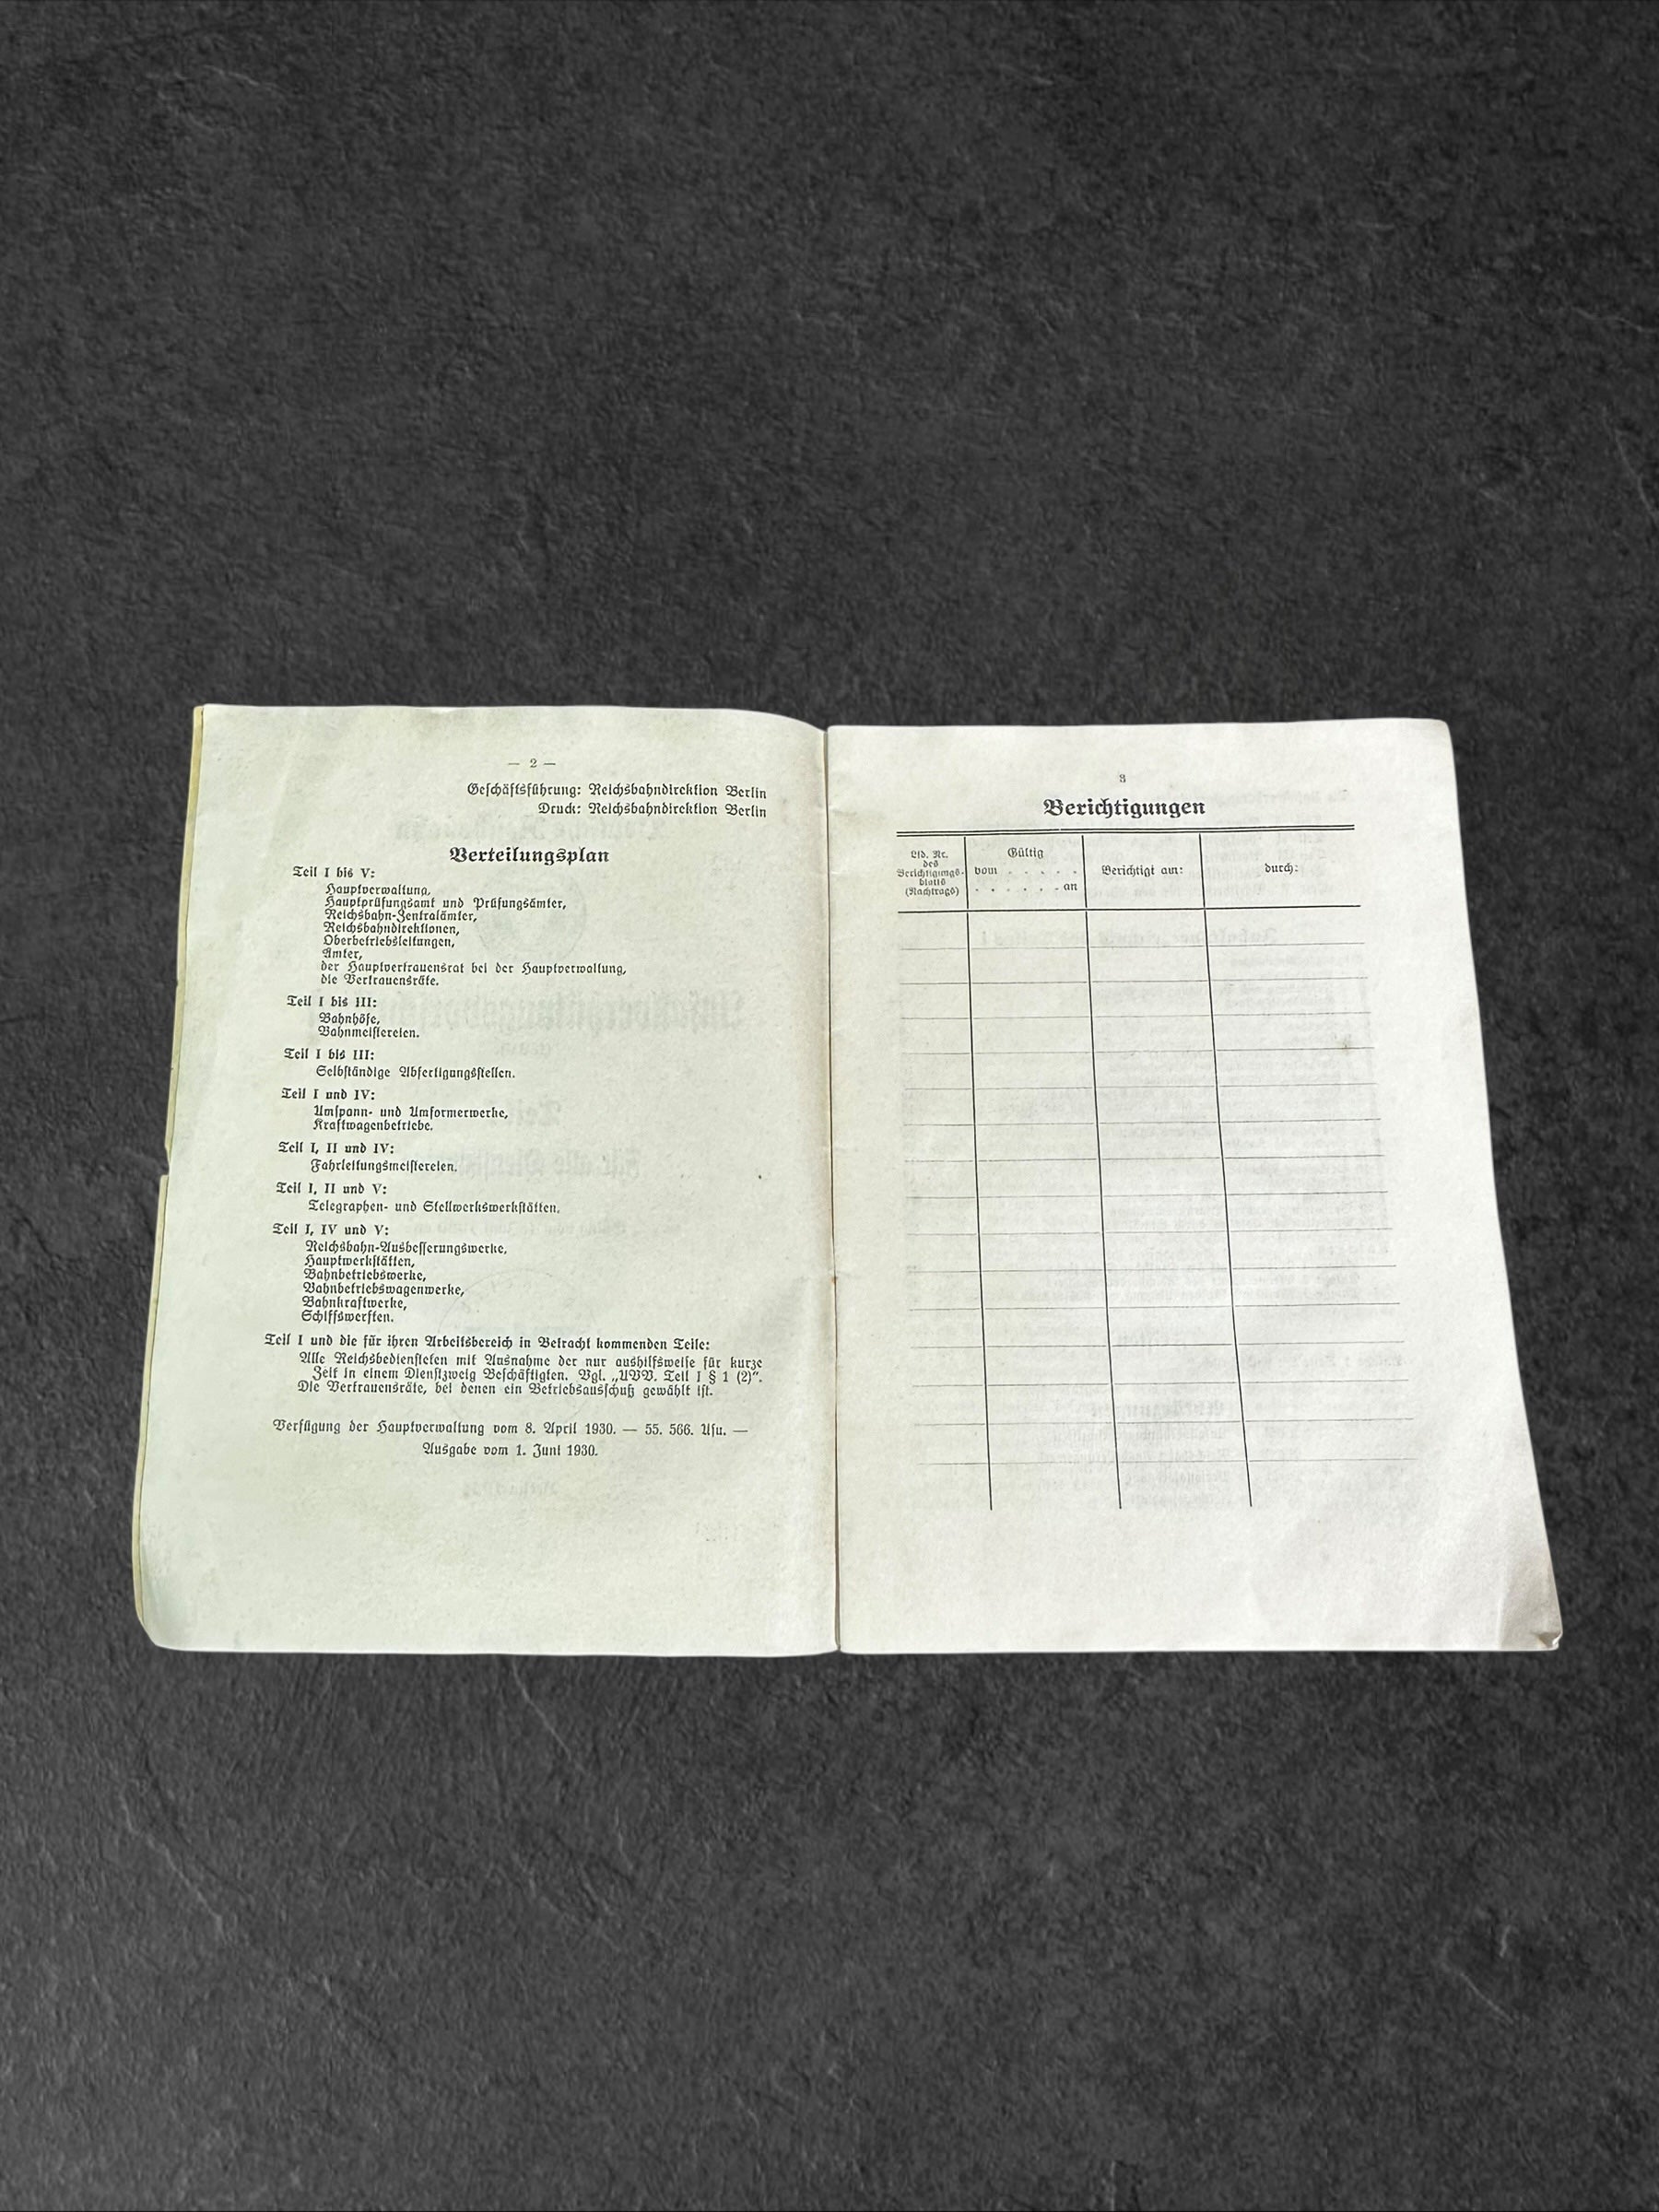 — 2 —
Geschäftsführung: Reichsbahndirektion Berlin
Druck: Reichsbahndirektion Berlin
Verteilungsplan
Teil I bis V:
Hauptverwaltung,
Hauptprüfungsamt und Prüfungsämter,
Reichsbahn-Zentralämter,
Reichsbahndirektionen,
Oberbetriebsleitungen,
Ämter,
der Hauptvertrauensrat bei der Hauptverwaltung,
die Vertrauensräte.
Teil I bis III:
Bahnhöfe,
Bahnmeistereien.
Teil I bis III:
Selbständige Abfertigungsstellen.
Teil I und IV:
Umspann- und Umformerwerke,
Kraftwagenbetriebe.
Teil I, II und IV:
Fahrleitungsmeistereien.
Teil I, II und V:
Telegraphen- und Stellwerkswerkstätten.
Teil I, IV und V:
Reichsbahn-Ausbesserungswerke,
Hauptwerkstätten,
Bahnbetriebswerke,
Bahnbetriebswagenwerke,
Bahnkraftwerke,
Schiffswerften.
Teil I und die für ihren Arbeitsbereich in Betracht kommenden Teile:
Alle Reichsbediensteten mit Ausnahme der nur aushilfsweise für kurze
Zeit in einem Dienstzweig Beschäftigten. Vgl. „UVV. Teil I § 1 (2)“.
Die Vertrauensräte, bei denen ein Betriebsausschuß gewählt ist.
Verfügung der Hauptverwaltung vom 8. April 1930. — 55. 566. Ufu. —
Ausgabe vom 1. Juni 1930.
3
Berichtigungen
Lfd. Nr.
des
Berichtigungs-
blatts
(Nachtrags)
Gültig
vom . . . . .
. . . . . . an
Berichtigt am:
durch: